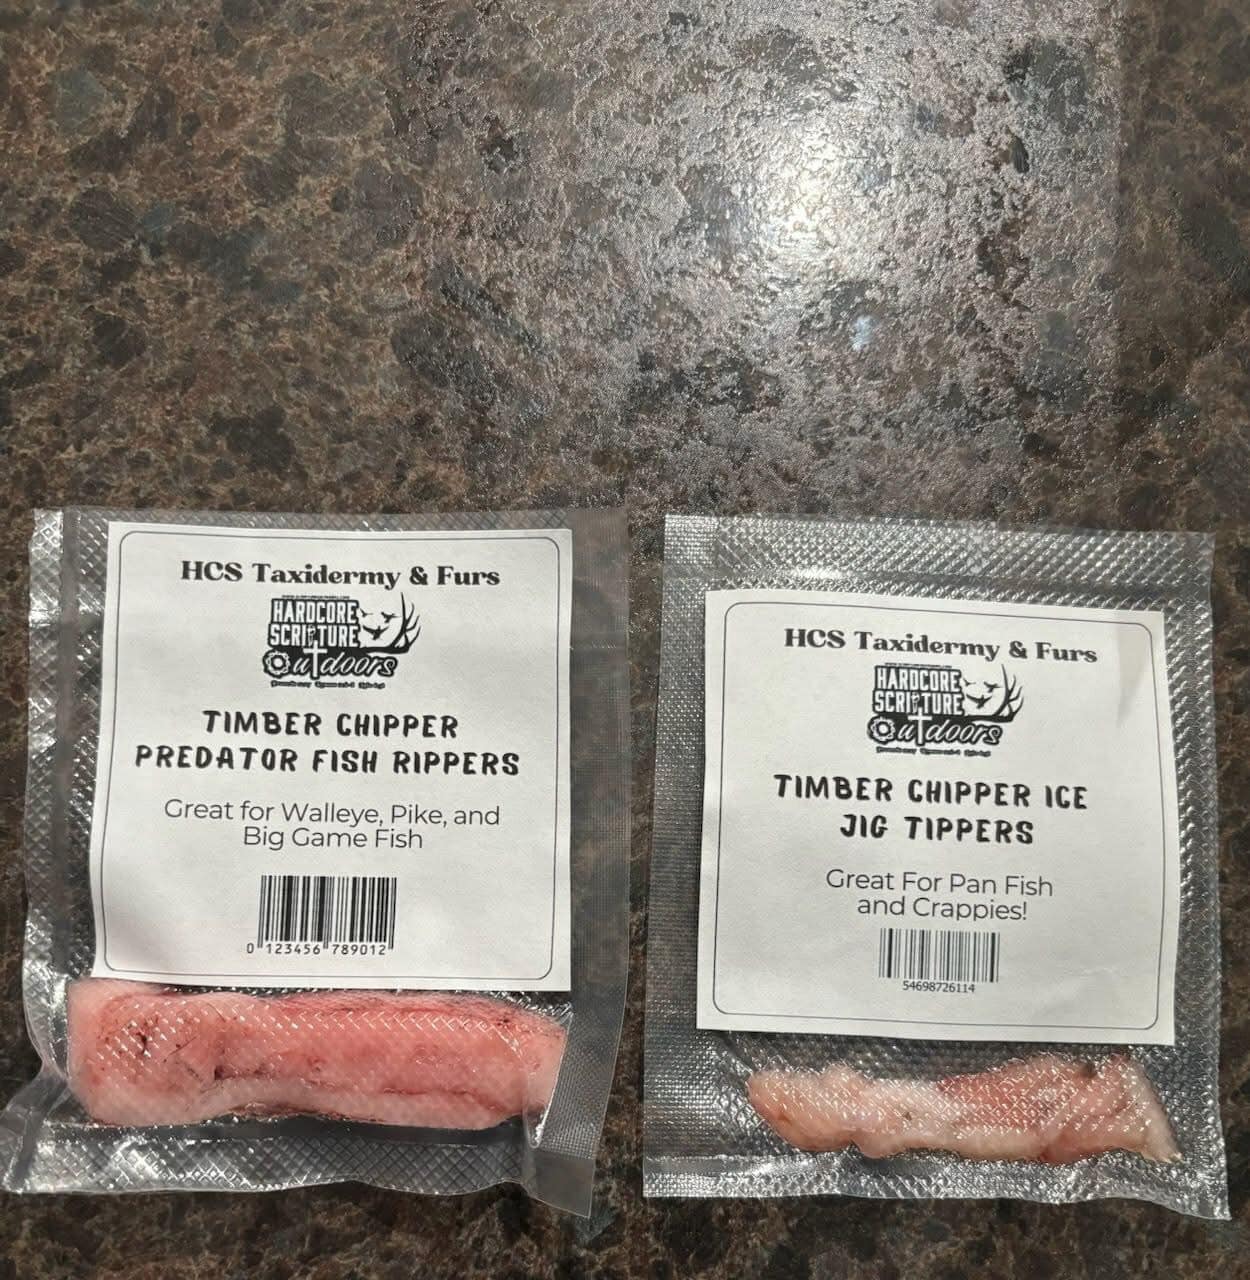 HCS Taxidermy & Furs
HARDCORE
SCRIPTURE
Outdoors
TIMBER CHIPPER
PREDATOR FISH RIPPERS
Great for Walleye, Pike, and
Big Game Fish
0 123456 789012
HCS Taxidermy & Furs
HARDCORE
SCRIPTURE
Outdoors
TIMBER CHIPPER ICE
JIG TIPPERS
Great For Pan Fish
and Crappies!
54698726114